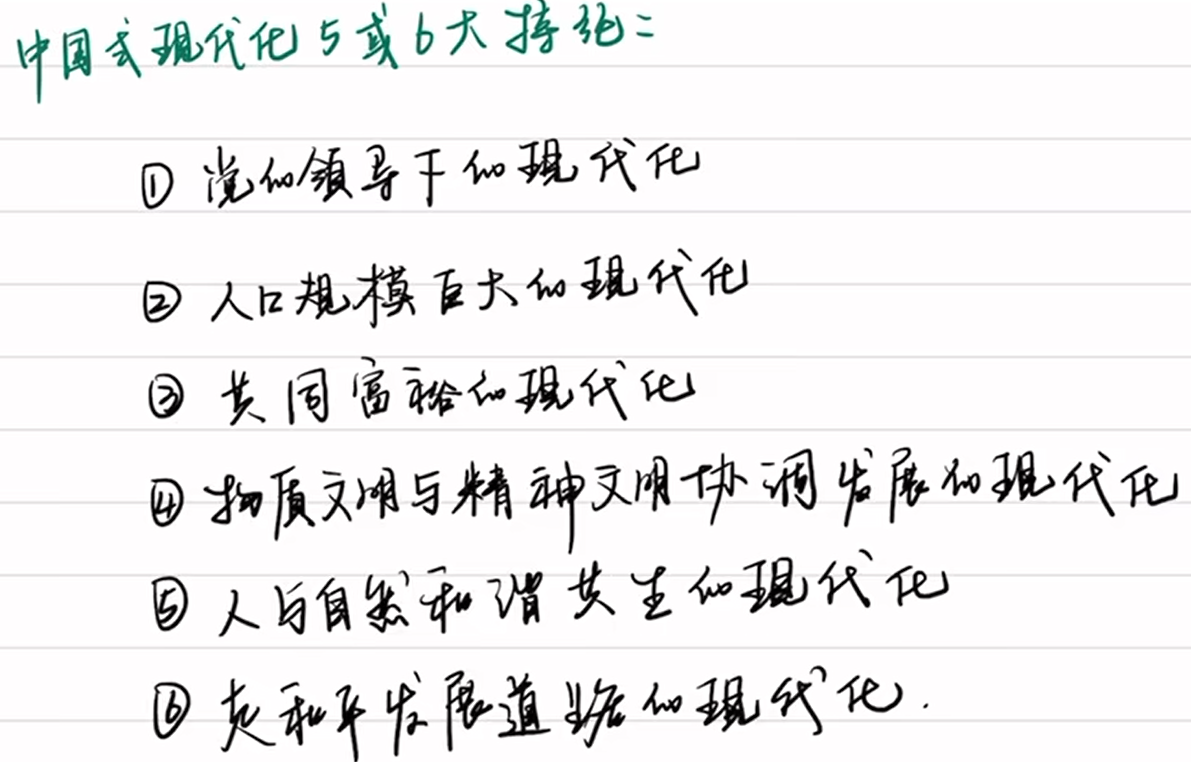 中国式现代化5或6大特征：
① 党的领导下的现代化
② 人口规模巨大的现代化
③ 共同富裕的现代化
④ 物质文明与精神文明协调发展的现代化
⑤ 人与自然和谐共生的现代化
⑥ 走和平发展道路的现代化.